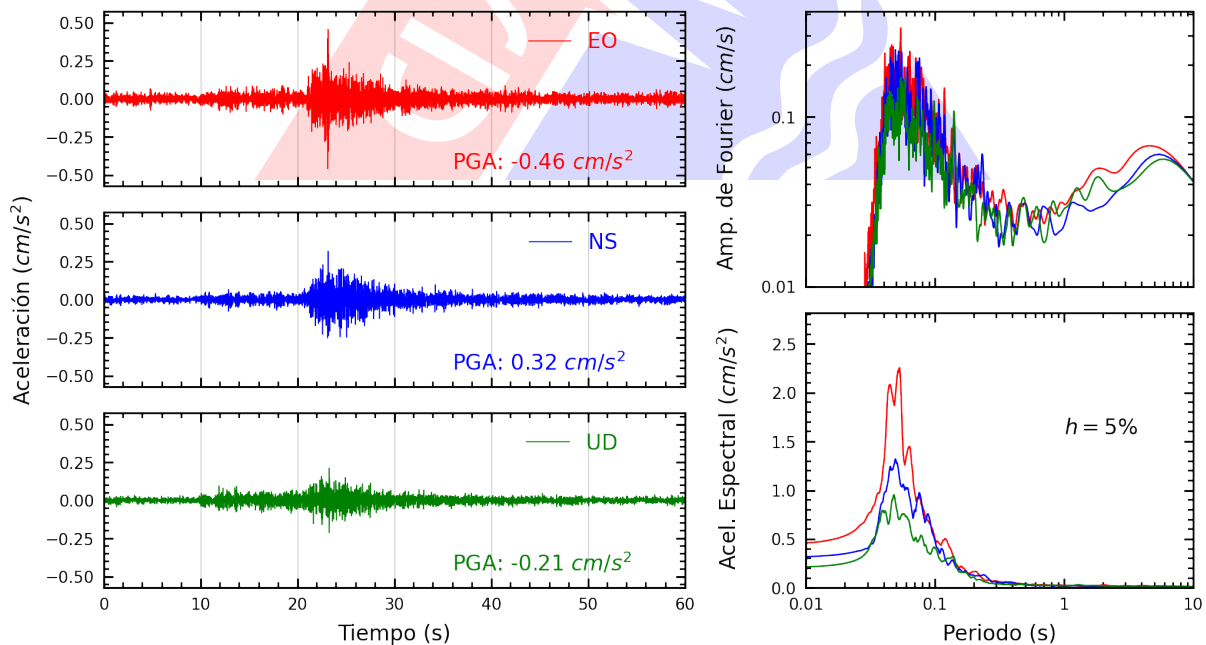 Aceleración (cm/s²)
0.50
0.25
0.00
−0.25
−0.50
EO
PGA: -0.46 cm/s²
0.50
0.25
0.00
−0.25
−0.50
NS
PGA: 0.32 cm/s²
0.50
0.25
0.00
−0.25
−0.50
UD
PGA: -0.21 cm/s²
0 10 20 30 40 50 60
Tiempo (s)
Amp. de Fourier (cm/s)
0.1
0.01
Acel. Espectral (cm/s²)
2.5
2.0
1.5
1.0
0.5
0.0
h = 5%
0.01 0.1 1 10
Periodo (s)